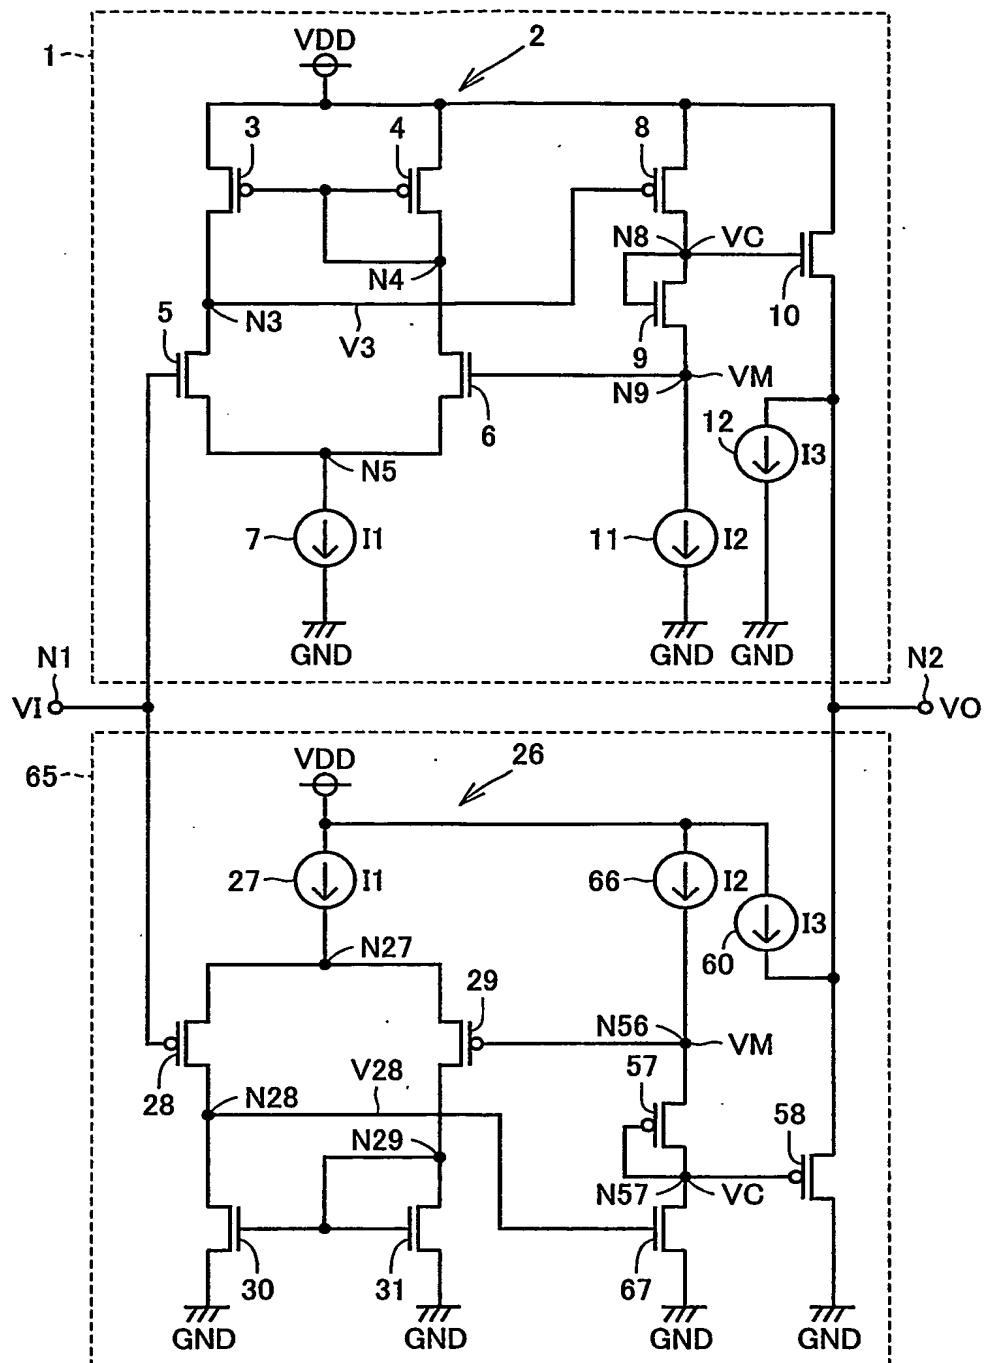 1
VDD
2
3
4
8
N8
VC
N4
10
N3
5
V3
9
N9
VM
6
12
I3
N5
7
I1
11
I2
GND
GND
GND
N1
VI
N2
VO
65
VDD
26
27
I1
66
I2
I3
60
N27
29
N56
VM
28
N28
V28
57
58
N29
N57
VC
30
31
67
GND
GND
GND
GND